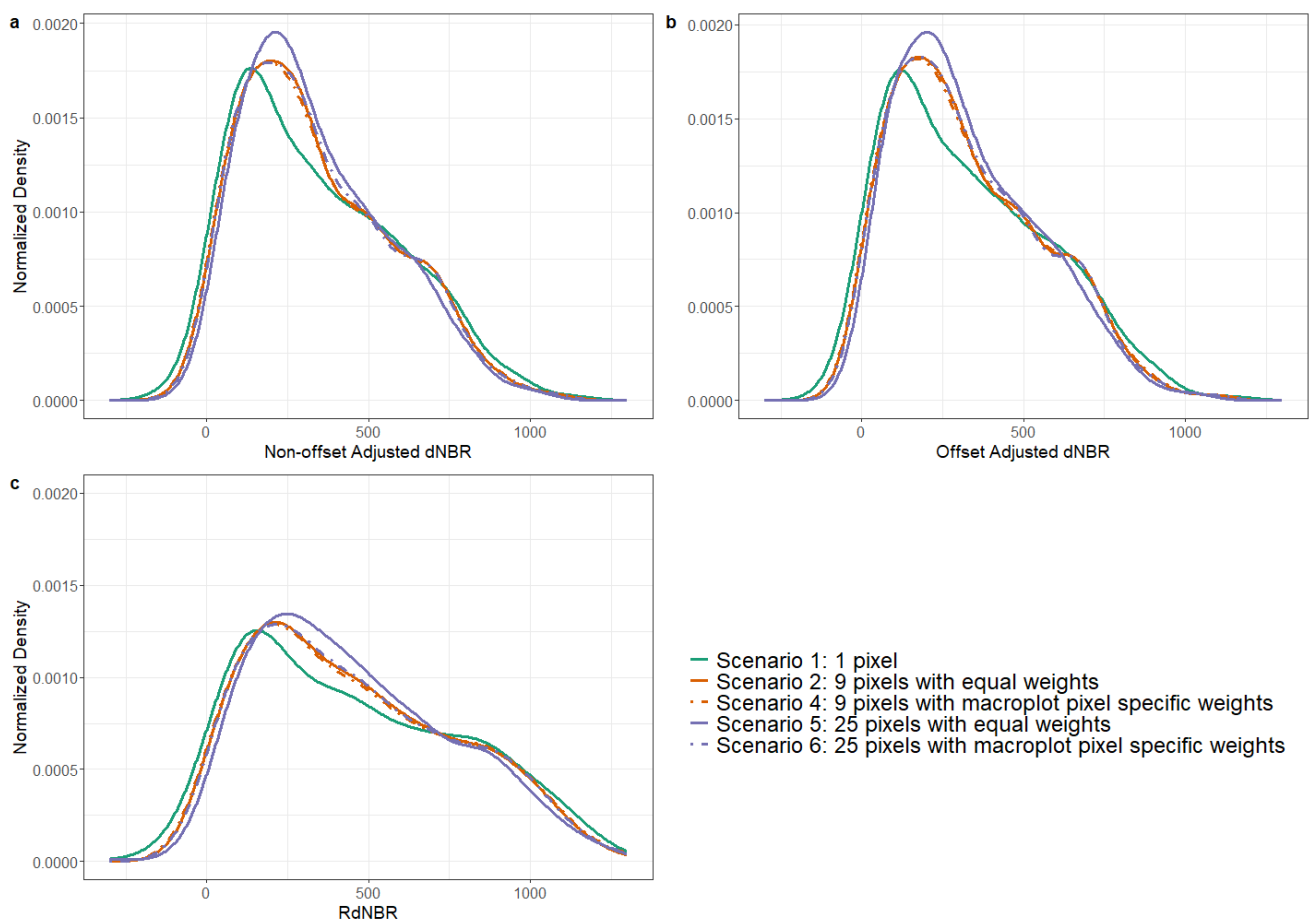 a
0.0020
0.0015
0.0010
0.0005
0.0000
Normalized Density
0
500
1000
Non-offset Adjusted dNBR
b
0.0020
0.0015
0.0010
0.0005
0.0000
0
500
1000
Offset Adjusted dNBR
c
0.0020
0.0015
0.0010
0.0005
0.0000
Normalized Density
0
500
1000
RdNBR
Scenario 1: 1 pixel
Scenario 2: 9 pixels with equal weights
Scenario 4: 9 pixels with macroplot pixel specific weights
Scenario 5: 25 pixels with equal weights
Scenario 6: 25 pixels with macroplot pixel specific weights